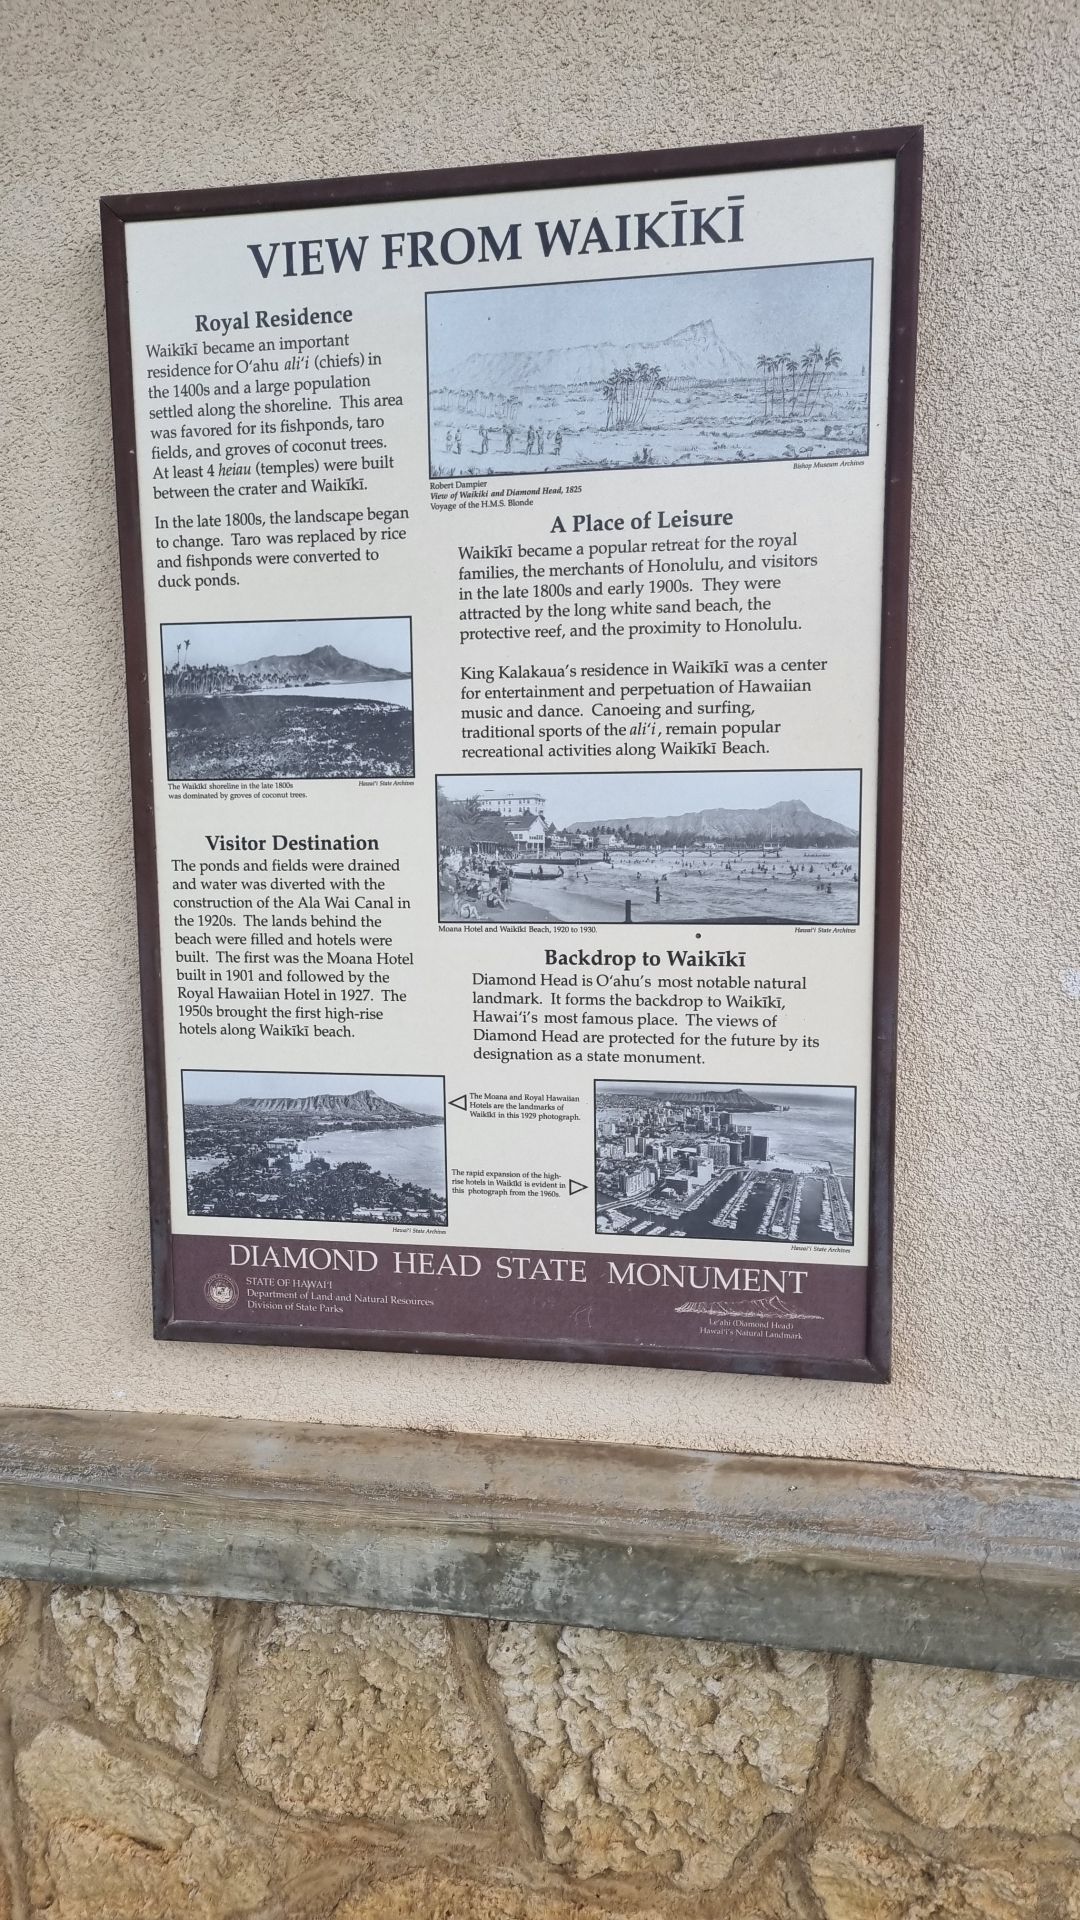 VIEW FROM WAIKĪKĪ
Royal Residence
Waikīkī became an important
residence for O‘ahu ali‘i (chiefs) in
the 1400s and a large population
settled along the shoreline. This area
was favored for its fishponds, taro
fields, and groves of coconut trees.
At least 4 heiau (temples) were built
between the crater and Waikīkī.
In the late 1800s, the landscape began
to change. Taro was replaced by rice
and fishponds were converted to
duck ponds.
Bishop Museum Archives
Robert Dampier
View of Waikiki and Diamond Head, 1825
Voyage of the H.M.S. Blonde
A Place of Leisure
Waikīkī became a popular retreat for the royal
families, the merchants of Honolulu, and visitors
in the late 1800s and early 1900s. They were
attracted by the long white sand beach, the
protective reef, and the proximity to Honolulu.
King Kalakaua's residence in Waikīkī was a center
for entertainment and perpetuation of Hawaiian
music and dance. Canoeing and surfing,
traditional sports of the ali‘i, remain popular
recreational activities along Waikīkī Beach.
The Waikīkī shoreline in the late 1800s
was dominated by groves of coconut trees.
Hawai‘i State Archives
Visitor Destination
The ponds and fields were drained
and water was diverted with the
construction of the Ala Wai Canal in
the 1920s. The lands behind the
beach were filled and hotels were
built. The first was the Moana Hotel
built in 1901 and followed by the
Royal Hawaiian Hotel in 1927. The
1950s brought the first high-rise
hotels along Waikīkī beach.
Moana Hotel and Waikīkī Beach, 1920 to 1930.
Hawai‘i State Archives
Backdrop to Waikīkī
Diamond Head is O‘ahu's most notable natural
landmark. It forms the backdrop to Waikīkī,
Hawai‘i's most famous place. The views of
Diamond Head are protected for the future by its
designation as a state monument.
The Moana and Royal Hawaiian
Hotels are the landmarks of
Waikīkī in this 1929 photograph.
The rapid expansion of the high-
rise hotels in Waikīkī is evident in
this photograph from the 1960s.
Hawai‘i State Archives
Hawai‘i State Archives
DIAMOND HEAD STATE MONUMENT
STATE OF HAWAI‘I
Department of Land and Natural Resources
Division of State Parks
Le‘ahi (Diamond Head)
Hawai‘i's Natural Landmark